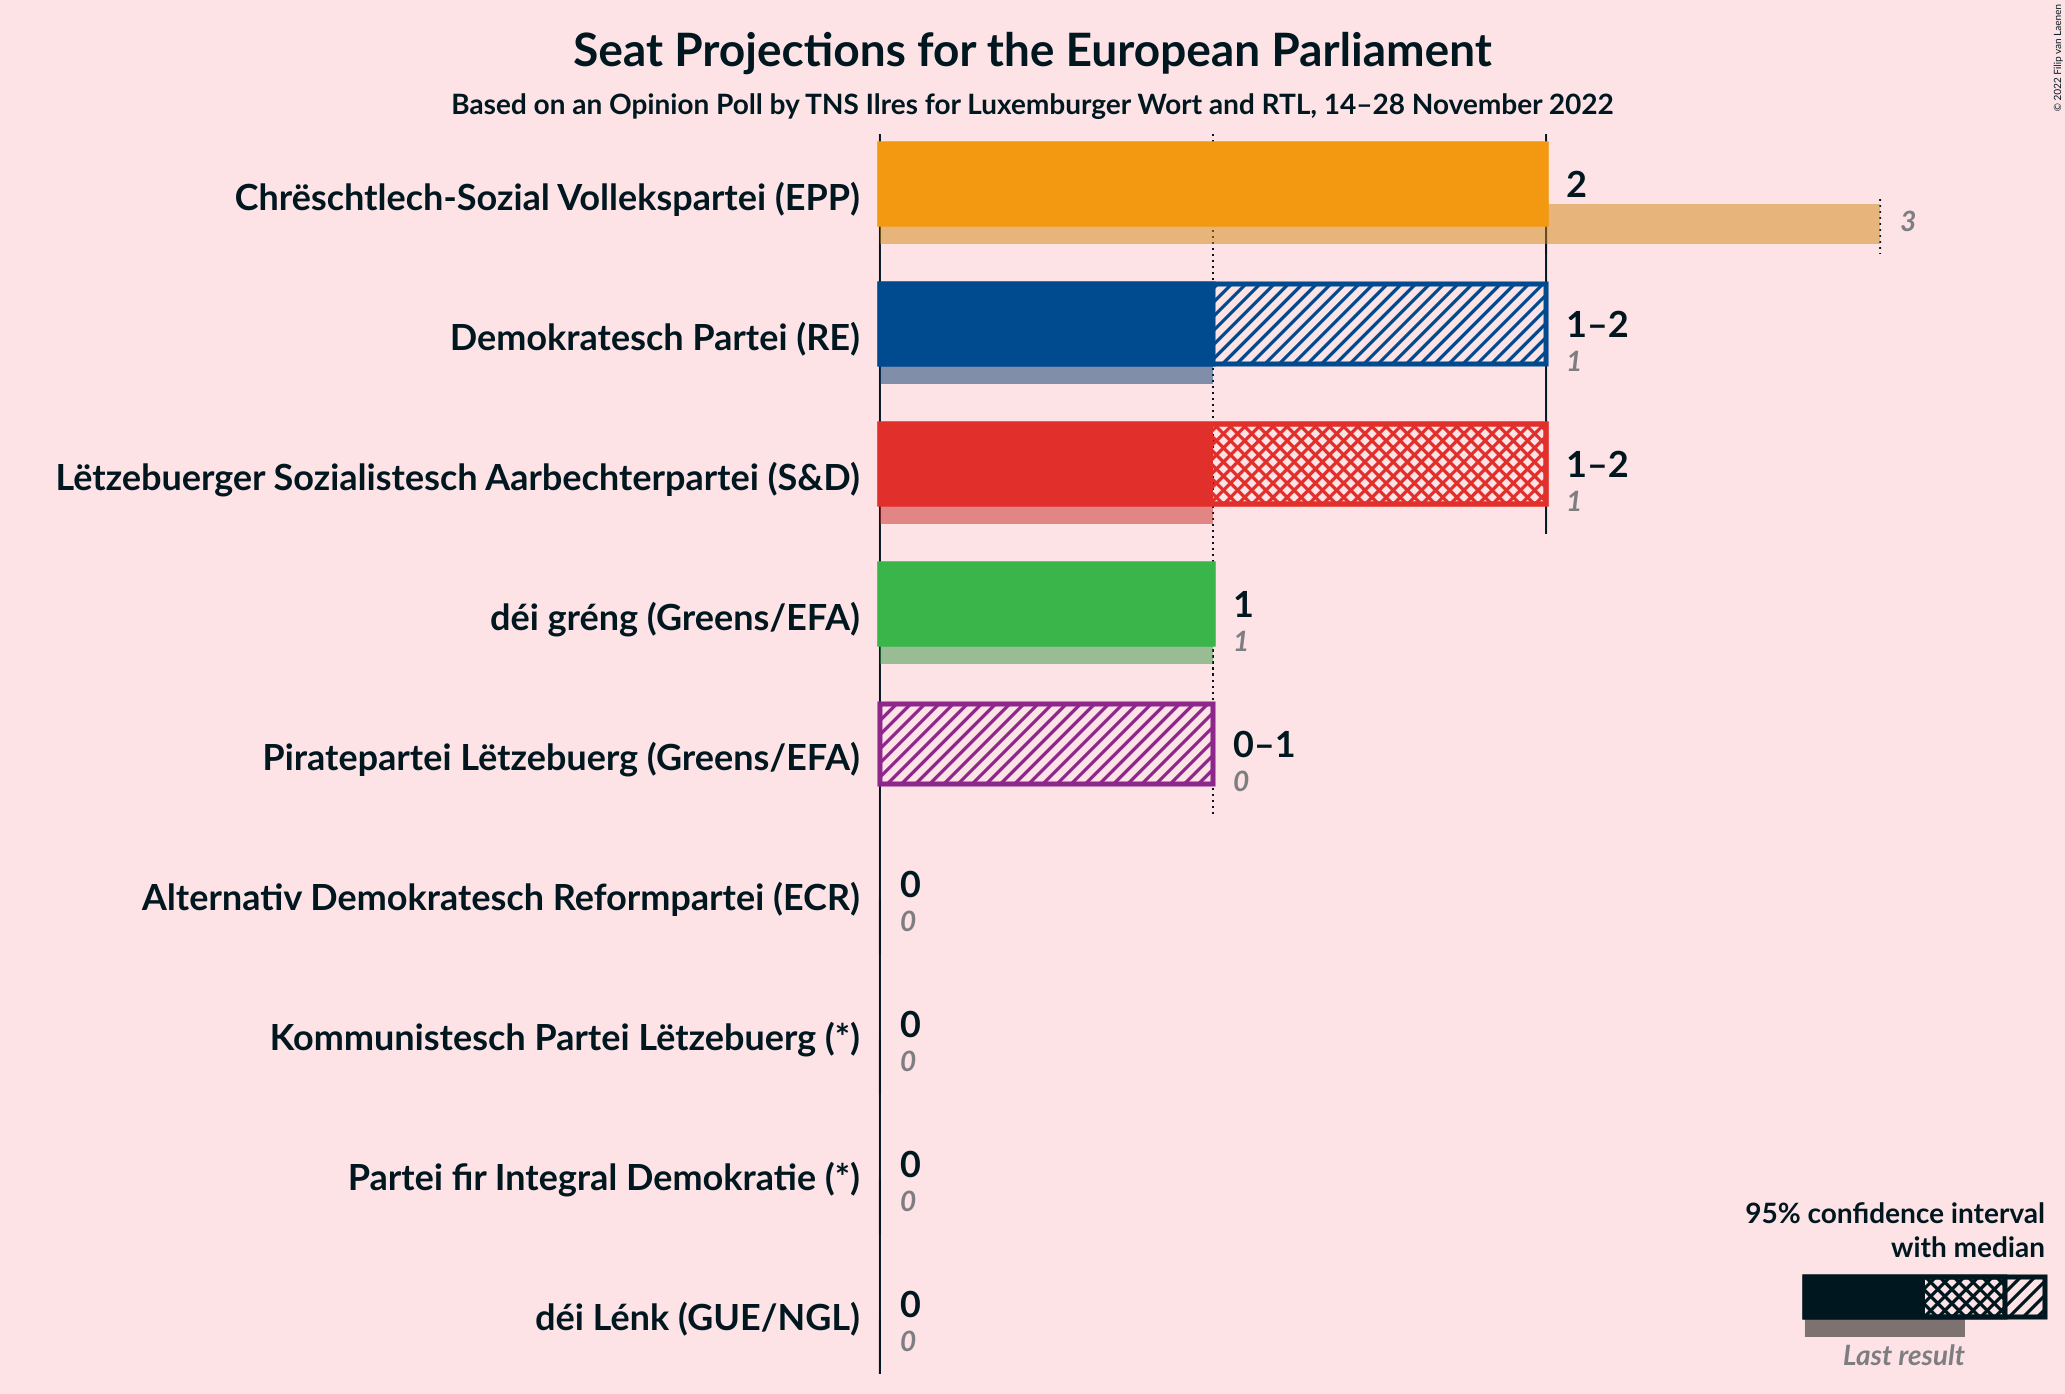 Seat Projections for the European Parliament
Based on an Opinion Poll by TNS Ilres for Luxemburger Wort and RTL, 14–28 November 2022
© 2022 Filip van Laenen
Chrëschtlech-Sozial Vollekspartei (EPP)
2
3
Demokratesch Partei (RE)
1–2
1
Lëtzebuerger Sozialistesch Aarbechterpartei (S&D)
1–2
1
déi gréng (Greens/EFA)
1
1
Piratepartei Lëtzebuerg (Greens/EFA)
0–1
0
Alternativ Demokratesch Reformpartei (ECR)
0
0
Kommunistesch Partei Lëtzebuerg (*)
0
0
Partei fir Integral Demokratie (*)
0
0
déi Lénk (GUE/NGL)
0
0
95% confidence interval
with median
Last result